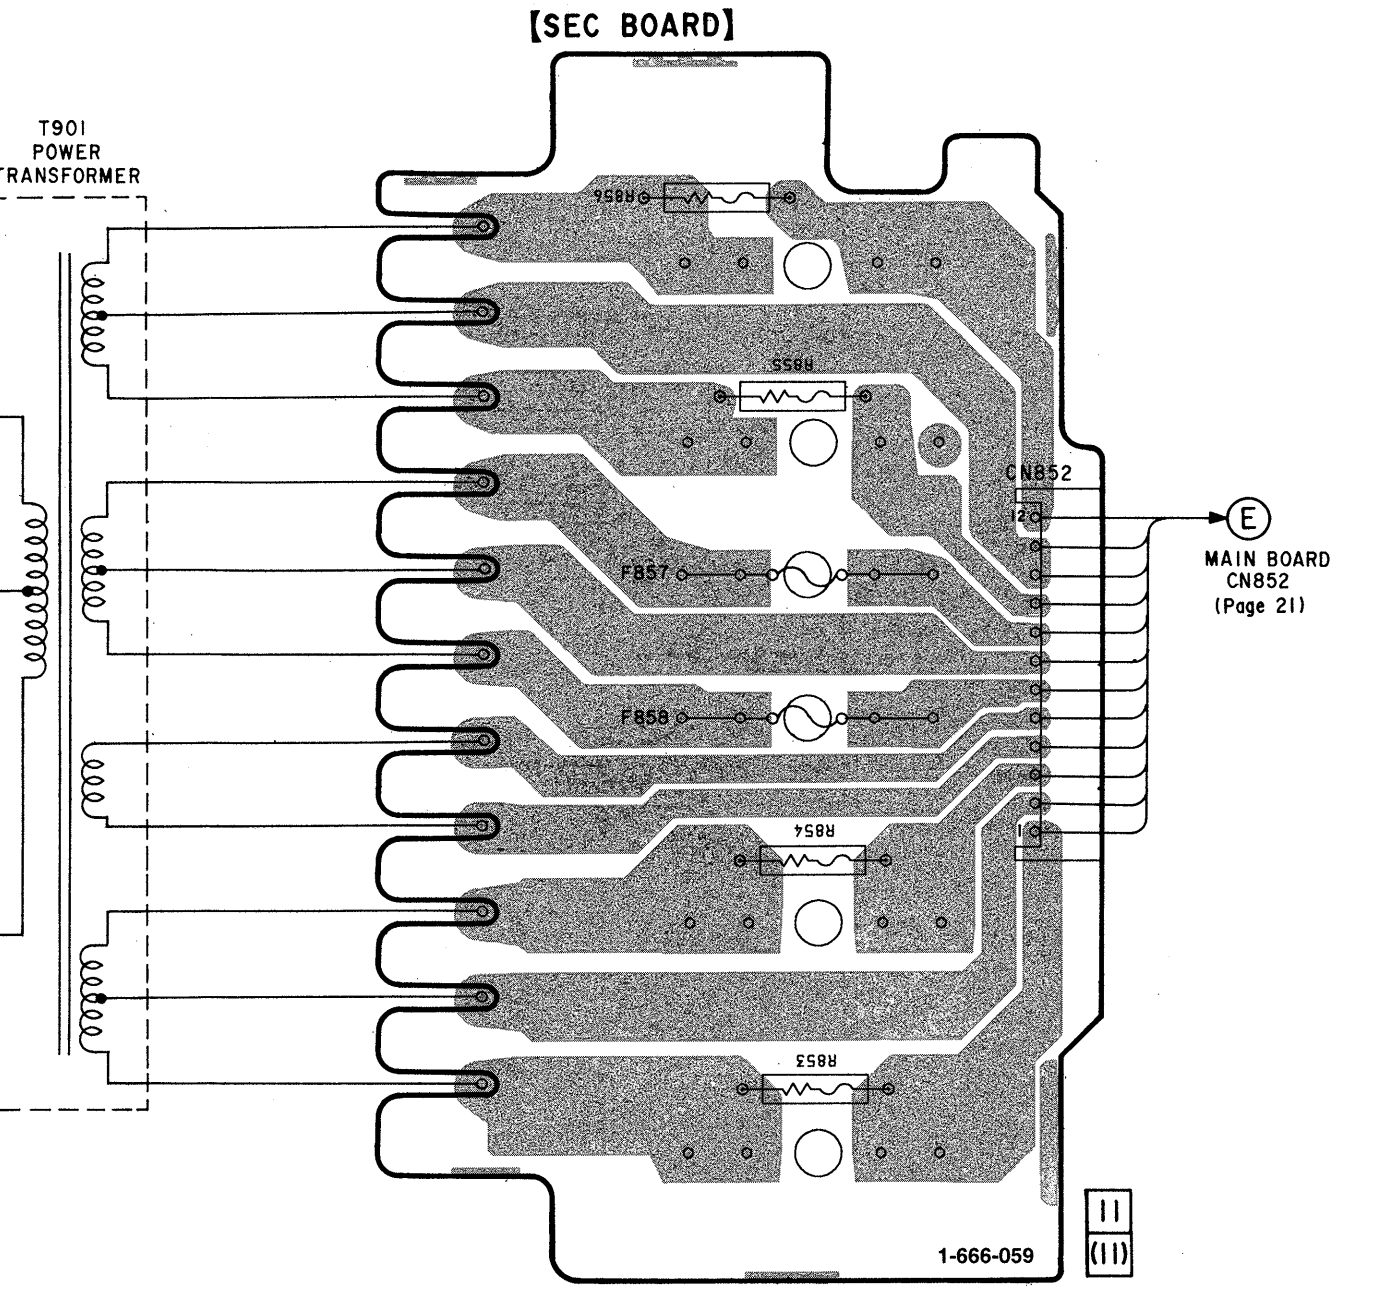 【SEC BOARD】
T901
POWER
TRANSFORMER
R856
R855
CN852
12
E
F857
MAIN BOARD
CN852
(Page 21)
F858
1
R854
R853
11
(11)
1-666-059